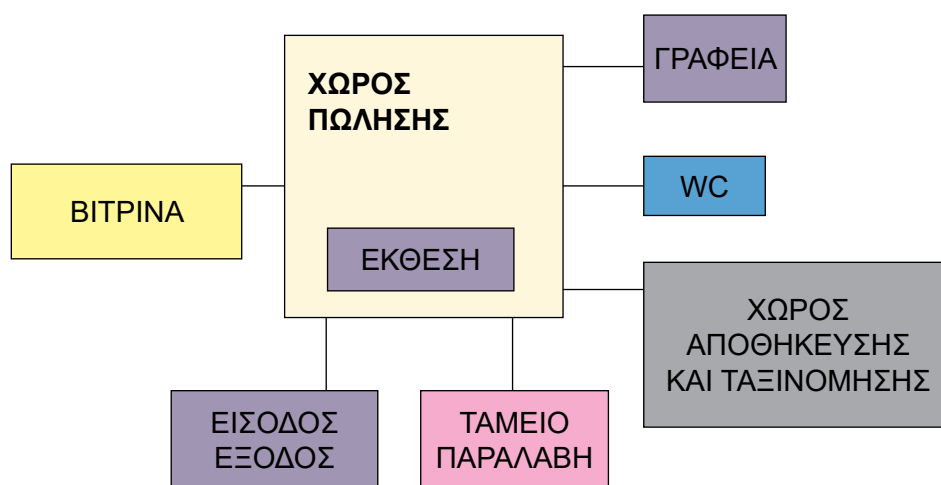 ΧΩΡΟΣ
ΠΩΛΗΣΗΣ
ΓΡΑΦΕΙΑ
ΒΙΤΡΙΝΑ
WC
ΕΚΘΕΣΗ
ΧΩΡΟΣ
ΑΠΟΘΗΚΕΥΣΗΣ
ΚΑΙ ΤΑΞΙΝΟΜΗΣΗΣ
ΕΙΣΟΔΟΣ
ΕΞΟΔΟΣ
ΤΑΜΕΙΟ
ΠΑΡΑΛΑΒΗ